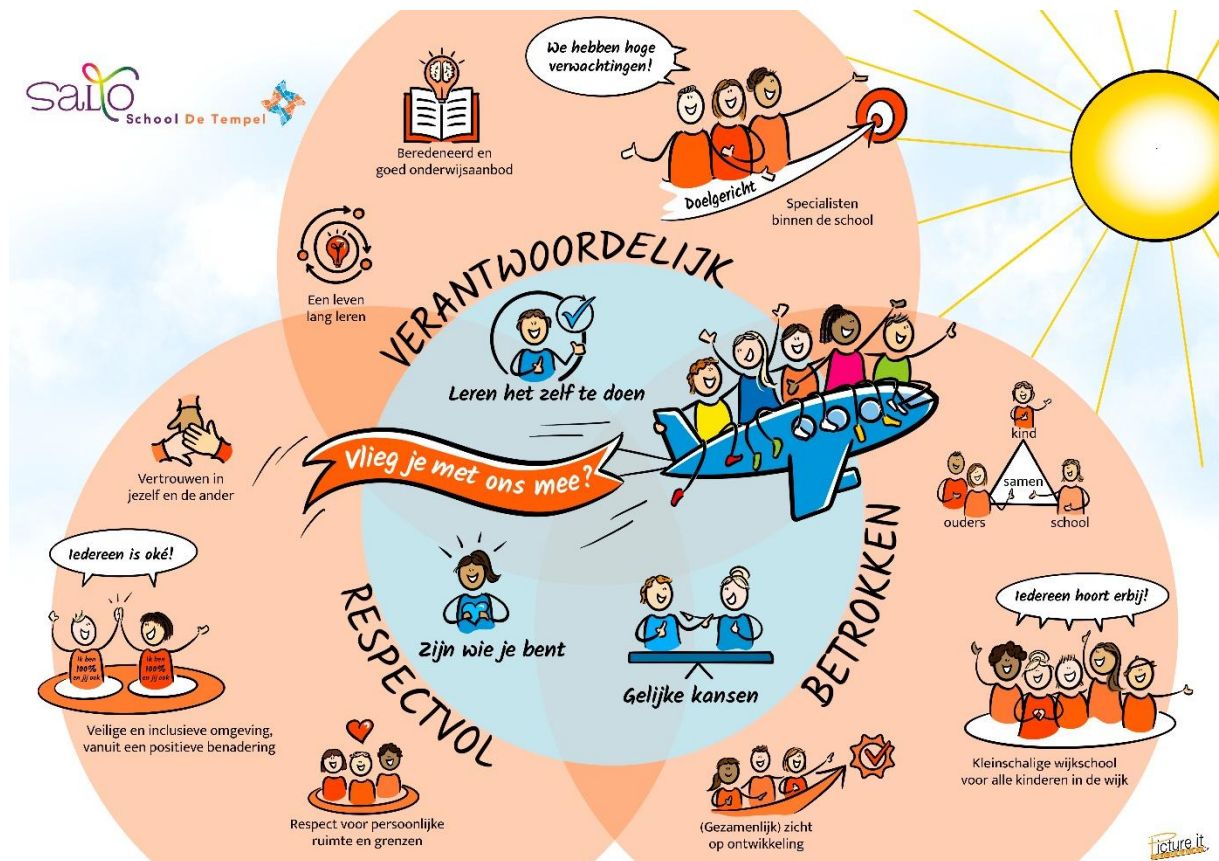 salto
School De Tempel
We hebben hoge
verwachtingen!
Beredeneerd en
goed onderwijsaanbod
Doelgericht
Specialisten
binnen de school
Een leven
lang leren
VERANTWOORDELIJK
Leren het zelf te doen
Vlieg je met ons mee?
Vertrouwen in
jezelf en de ander
kind
samen
ouders
school
Iedereen is oké!
Ik ben
100%
en jij ook
Ik ben
100%
en jij ook
Veilige en inclusieve omgeving,
vanuit een positieve benadering
RESPECTVOL
Zijn wie je bent
Gelijke kansen
BETROKKEN
Iedereen hoort erbij!
Kleinschalige wijkschool
voor alle kinderen in de wijk
Respect voor persoonlijke
ruimte en grenzen
(Gezamenlijk) zicht
op ontwikkeling
Picture it